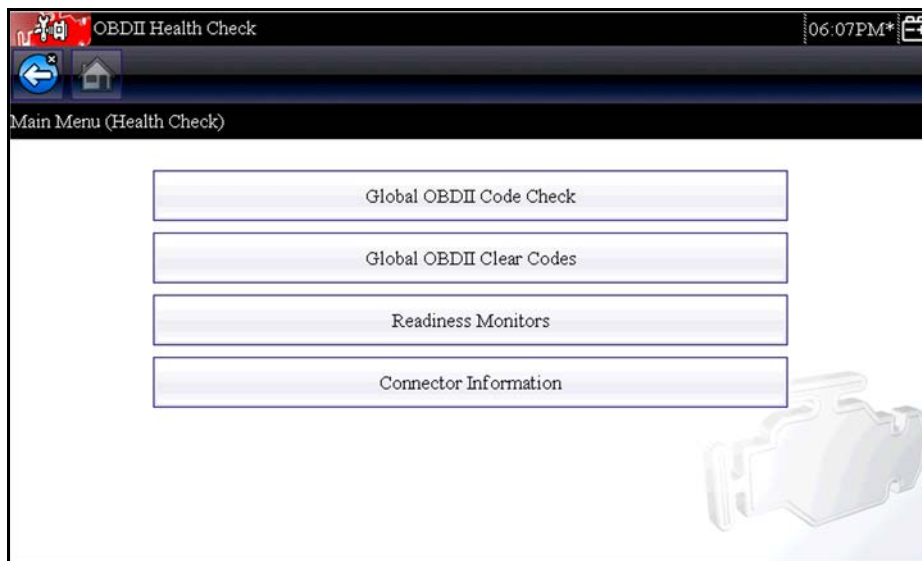 OBDII Health Check
06:07PM*
Main Menu (Health Check)
Global OBDII Code Check
Global OBDII Clear Codes
Readiness Monitors
Connector Information